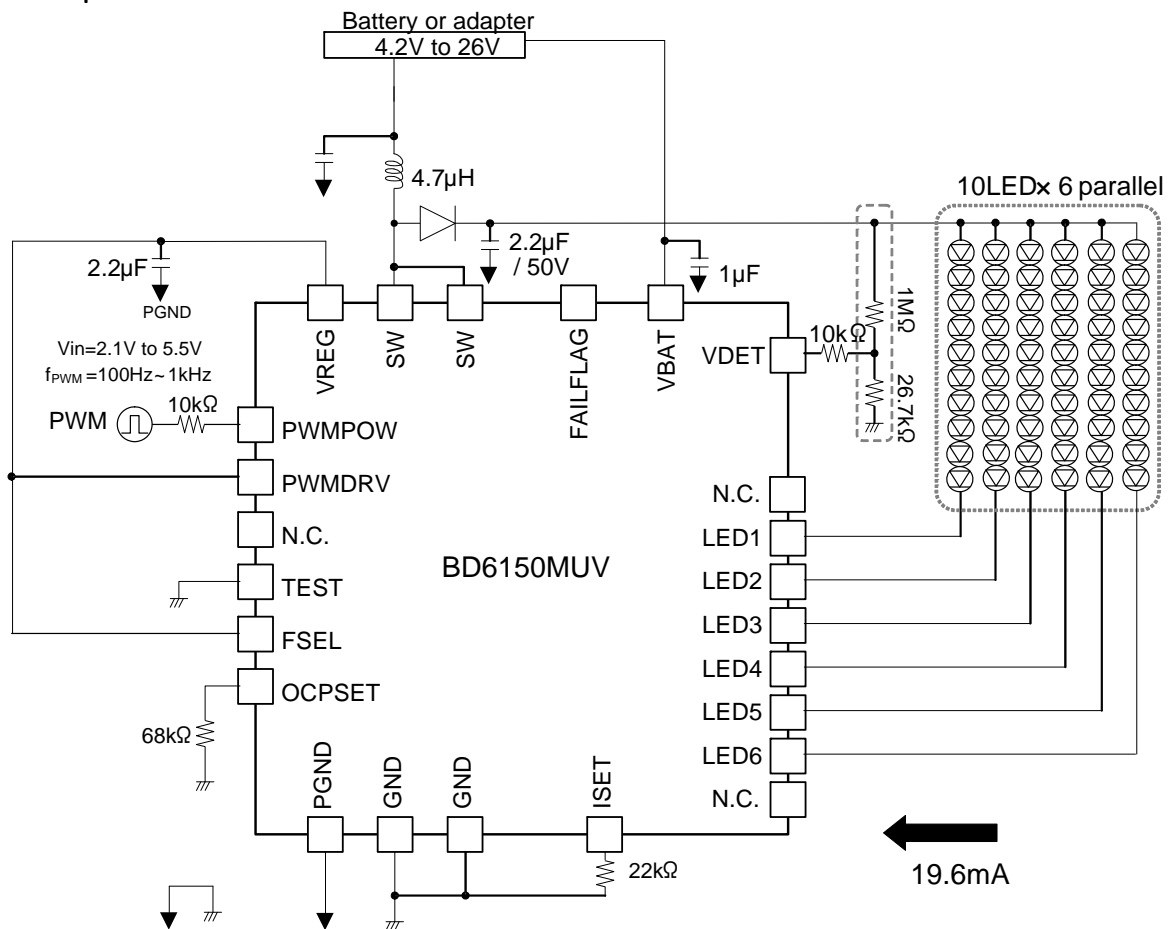 Battery or adapter
4.2V to 26V
4.7µH
10LED× 6 parallel
2.2µF
2.2µF
/ 50V
1µF
PGND
1MΩ
10kΩ
26.7kΩ
VREG
SW
SW
FAILFLAG
VBAT
VDET
Vin=2.1V to 5.5V
fPWM =100Hz~ 1kHz
PWM
10kΩ
PWMPOW
PWMDRV
N.C.
TEST
FSEL
OCPSET
68kΩ
BD6150MUV
N.C.
LED1
LED2
LED3
LED4
LED5
LED6
N.C.
PGND
GND
GND
ISET
22kΩ
19.6mA